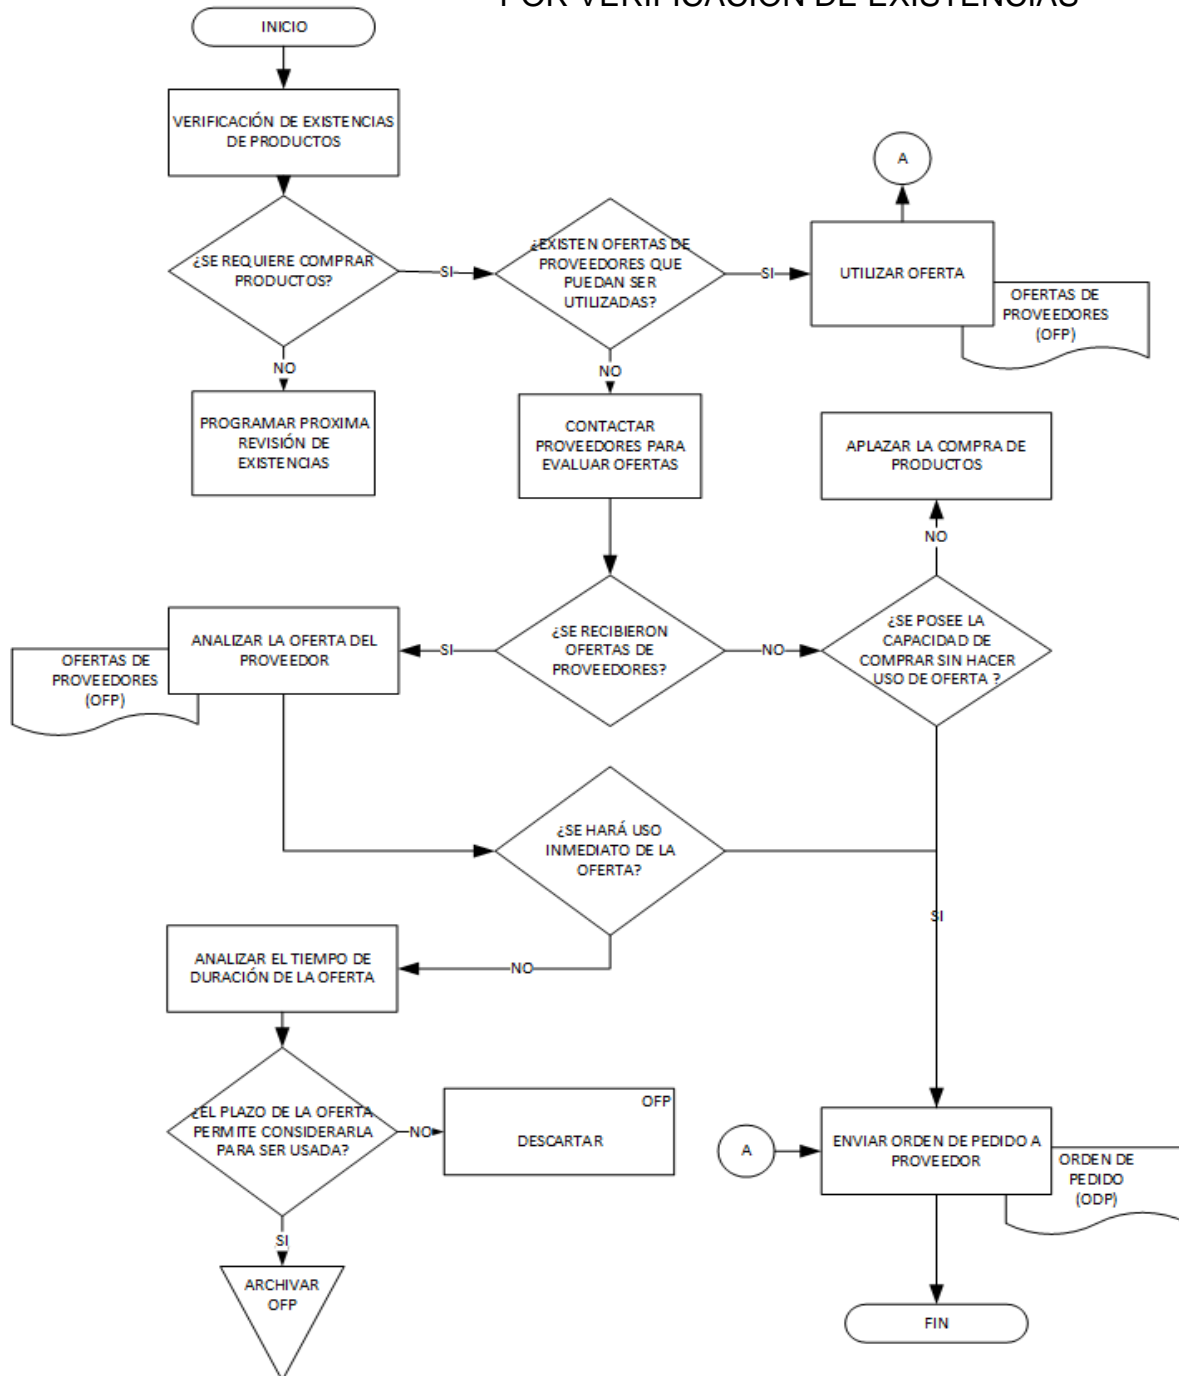 POR VERIFICACIÓN DE EXISTENCIAS
INICIO
VERIFICACIÓN DE EXISTENCIAS
DE PRODUCTOS
A
¿SE REQUIERE COMPRAR
PRODUCTOS?
SI
¿EXISTEN OFERTAS DE
PROVEEDORES QUE
PUEDAN SER
UTILIZADAS?
SI
UTILIZAR OFERTA
OFERTAS DE
PROVEEDORES
(OFP)
NO
NO
PROGRAMAR PROXIMA
REVISIÓN DE
EXISTENCIAS
CONTACTAR
PROVEEDORES PARA
EVALUAR OFERTAS
APLAZAR LA COMPRA DE
PRODUCTOS
NO
ANALIZAR LA OFERTA DEL
PROVEEDOR
OFERTAS DE
PROVEEDORES
(OFP)
SI
¿SE RECIBIERON
OFERTAS DE
PROVEEDORES?
NO
¿SE POSEE LA
CAPACIDAD DE
COMPRAR SIN HACER
USO DE OFERTA ?
¿SE HARÁ USO
INMEDIATO DE LA
OFERTA?
SI
ANALIZAR EL TIEMPO DE
DURACIÓN DE LA OFERTA
NO
¿EL PLAZO DE LA OFERTA
PERMITE CONSIDERARLA
PARA SER USADA?
NO
OFP
DESCARTAR
A
ENVIAR ORDEN DE PEDIDO A
PROVEEDOR
ORDEN DE
PEDIDO
(ODP)
SI
ARCHIVAR
OFP
FIN